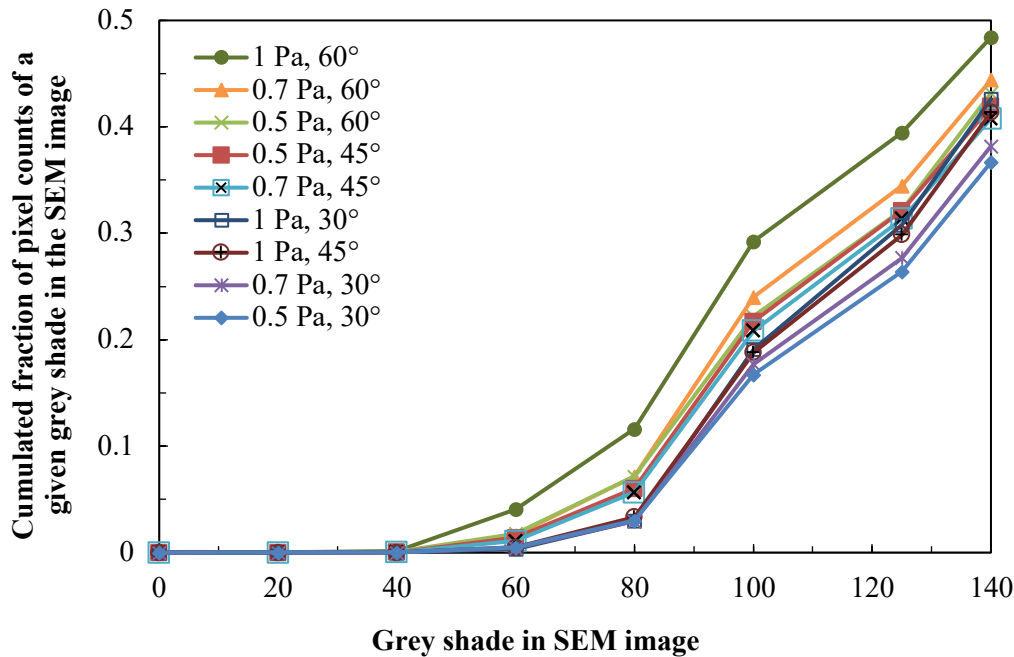 Cumulated fraction of pixel counts of a
given grey shade in the SEM image
0.5
0.4
0.3
0.2
0.1
0
1 Pa, 60°
0.7 Pa, 60°
0.5 Pa, 60°
0.5 Pa, 45°
0.7 Pa, 45°
1 Pa, 30°
1 Pa, 45°
0.7 Pa, 30°
0.5 Pa, 30°
0 20 40 60 80 100 120 140
Grey shade in SEM image